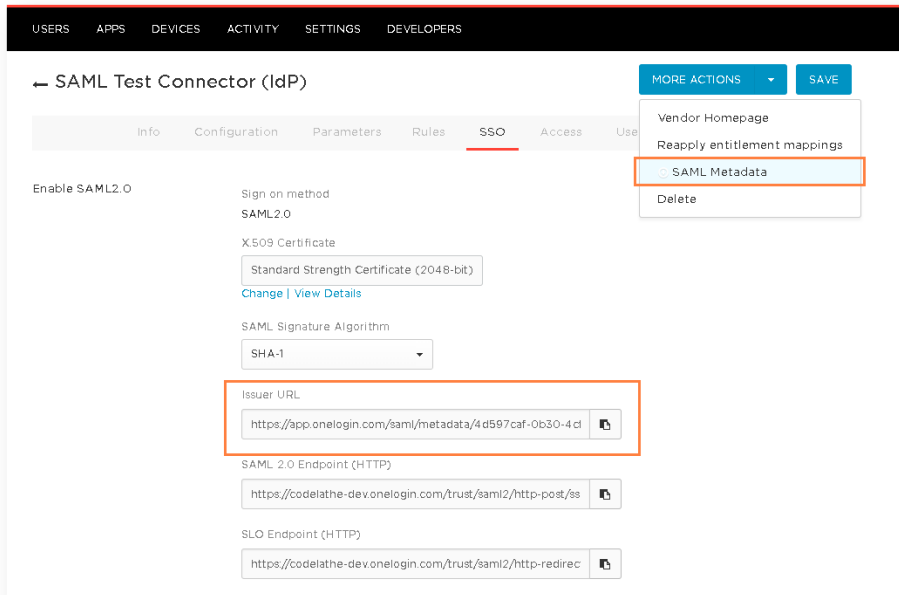 USERS APPS DEVICES ACTIVITY SETTINGS DEVELOPERS
SAML Test Connector (IdP)
MORE ACTIONS SAVE
Vendor Homepage
Reapply entitlement mappings
SAML Metadata
Delete
Info Configuration Parameters Rules SSO Access Use
Enable SAML2.0
Sign on method
SAML2.0
X.509 Certificate
Standard Strength Certificate (2048-bit)
Change | View Details
SAML Signature Algorithm
SHA-1
Issuer URL
https://app.onelogin.com/saml/metadata/4d597caf-0b30-4c
SAML 2.0 Endpoint (HTTP)
https://codelathe-dev.onelogin.com/trust/saml2/http-post/ss
SLO Endpoint (HTTP)
https://codelathe-dev.onelogin.com/trust/saml2/http-redirec